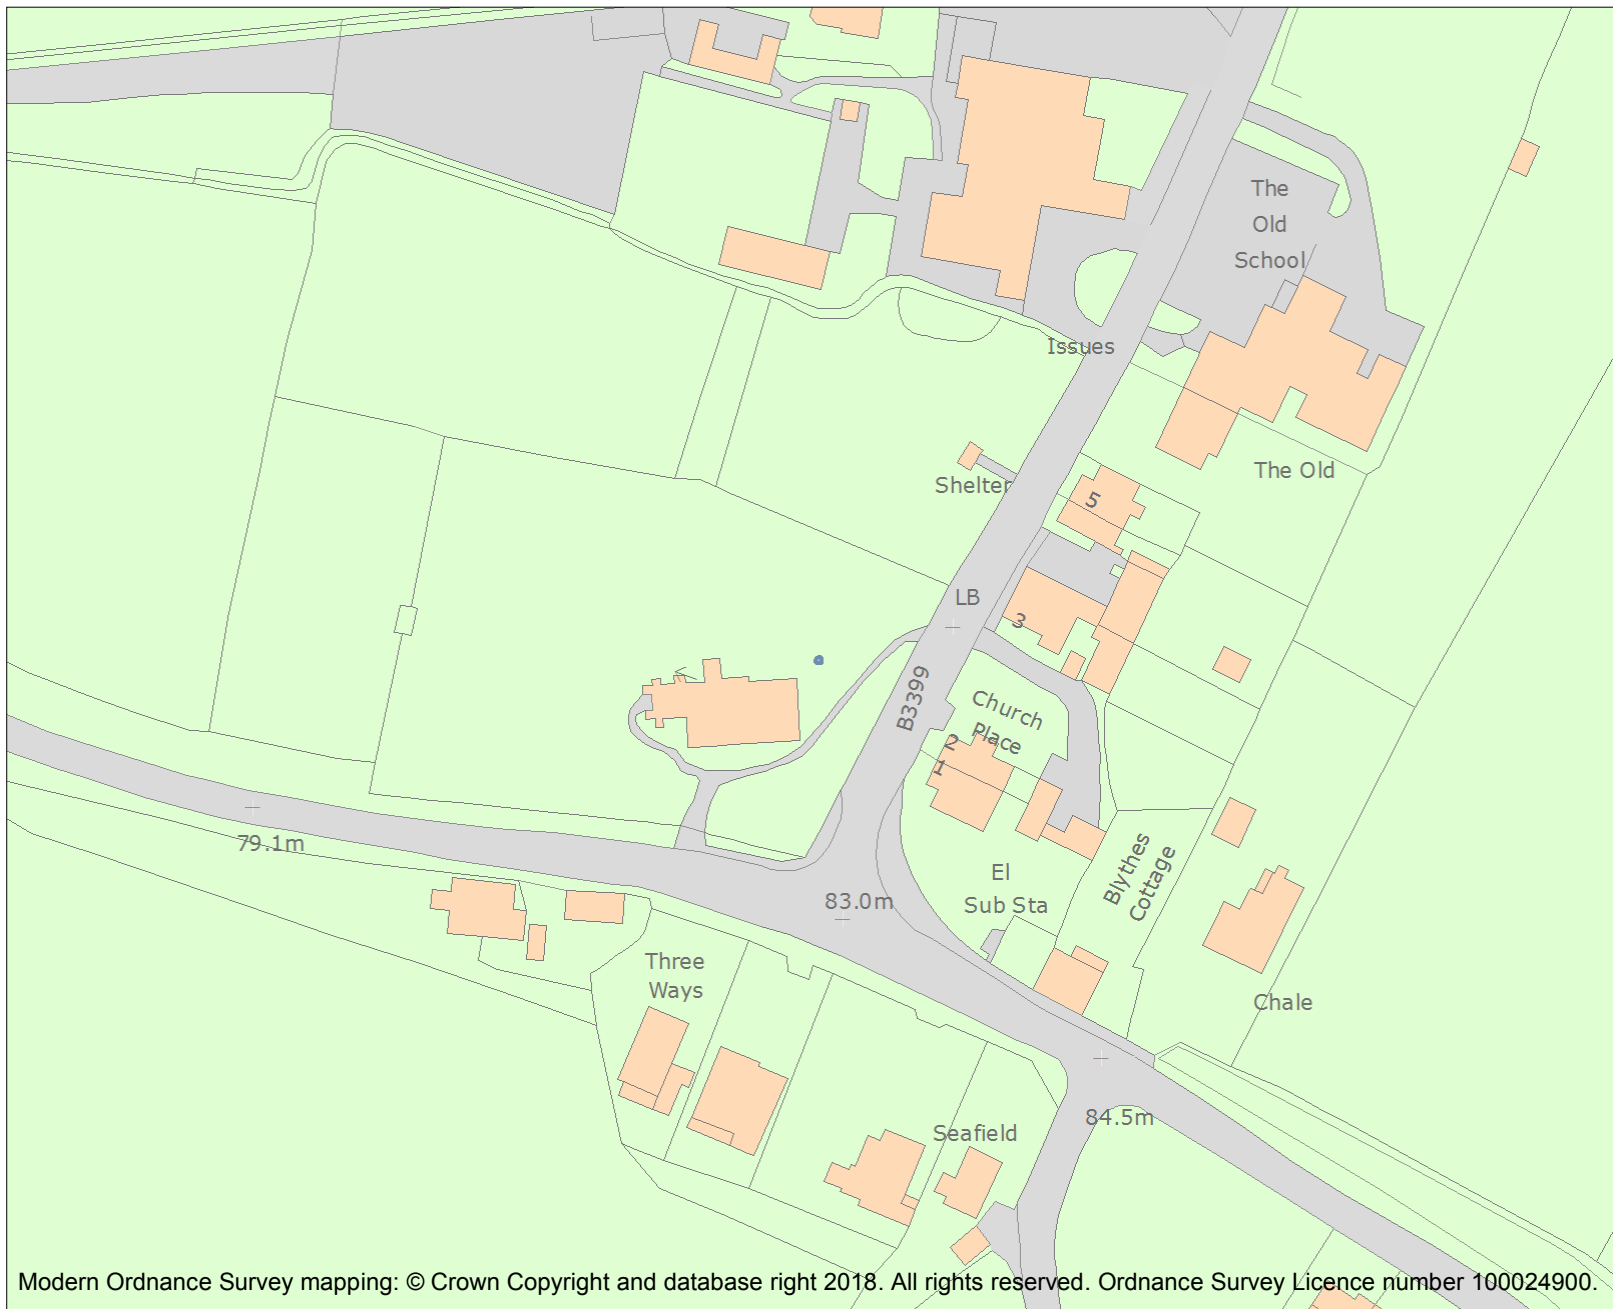 The
Old
School
Issues
The Old
Shelter
5
LB
3
B3399
Church
Place
2
1
79.1m
El
Sub Sta
Blythes
Cottage
83.0m
Three
Ways
Chale
84.5m
Seafield
Modern Ordnance Survey mapping: © Crown Copyright and database right 2018. All rights reserved. Ordnance Survey Licence number 100024900.